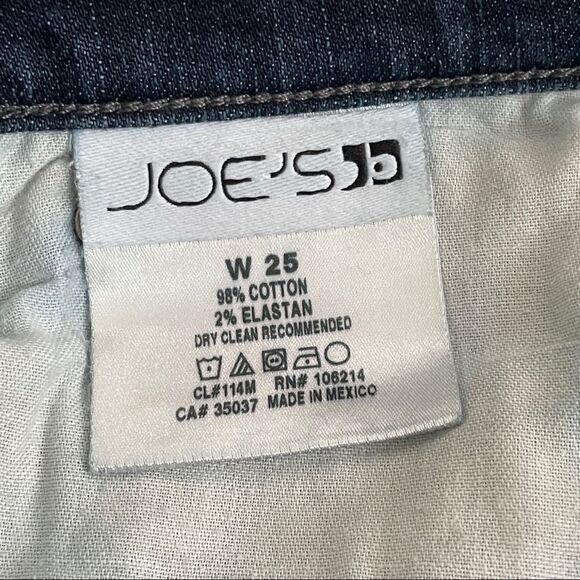 JOE'S
W 25
98% COTTON
2% ELASTAN
DRY CLEAN RECOMMENDED
CL#114M RN# 106214
CA# 35037 MADE IN MEXICO